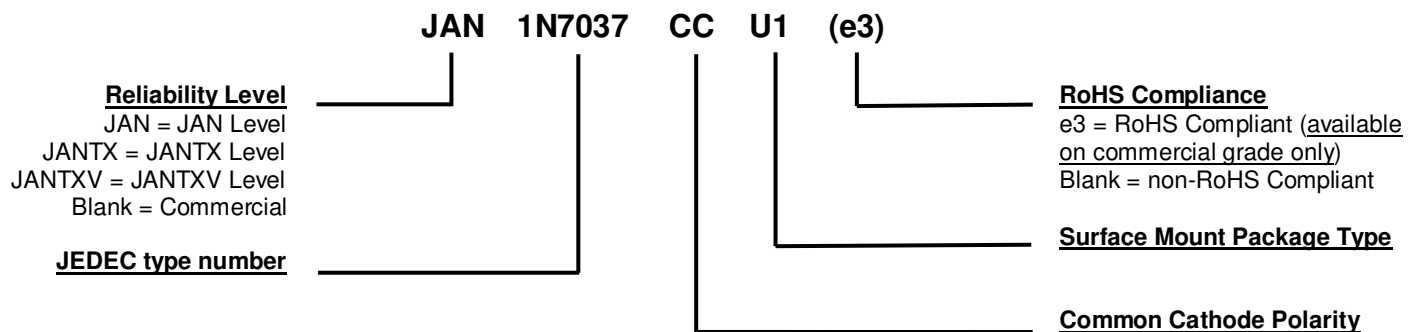 JAN 1N7037 CC U1 (e3)
Reliability Level
JAN = JAN Level
JANTX = JANTX Level
JANTXV = JANTXV Level
Blank = Commercial
JEDEC type number
RoHS Compliance
e3 = RoHS Compliant (available
on commercial grade only)
Blank = non-RoHS Compliant
Surface Mount Package Type
Common Cathode Polarity